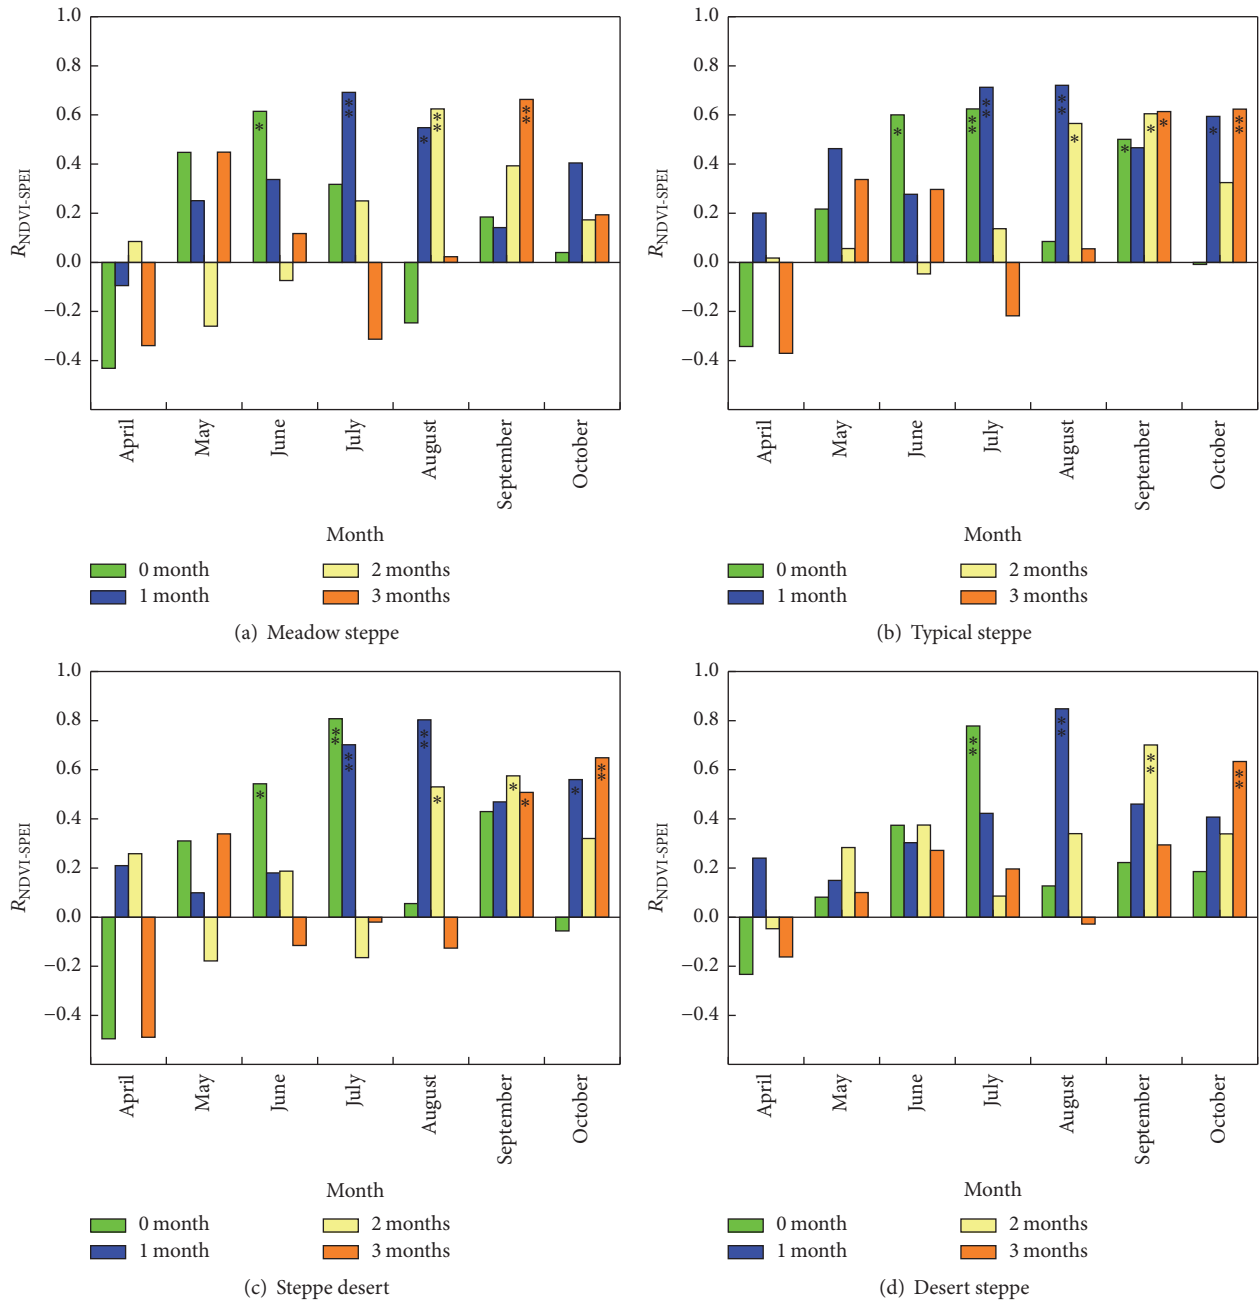 1.0
0.8
0.6
0.4
0.2
0.0
−0.2
−0.4
R_NDVI-SPEI
* ** * ** **
April May June July August September October
Month
0 month 2 months
1 month 3 months
(a) Meadow steppe
1.0
0.8
0.6
0.4
0.2
0.0
−0.2
−0.4
R_NDVI-SPEI
* ** ** ** * * * * * **
April May June July August September October
Month
0 month 2 months
1 month 3 months
(b) Typical steppe
1.0
0.8
0.6
0.4
0.2
0.0
−0.2
−0.4
R_NDVI-SPEI
* ** ** ** * * * * **
April May June July August September October
Month
0 month 2 months
1 month 3 months
(c) Steppe desert
1.0
0.8
0.6
0.4
0.2
0.0
−0.2
−0.4
R_NDVI-SPEI
** ** ** **
April May June July August September October
Month
0 month 2 months
1 month 3 months
(d) Desert steppe